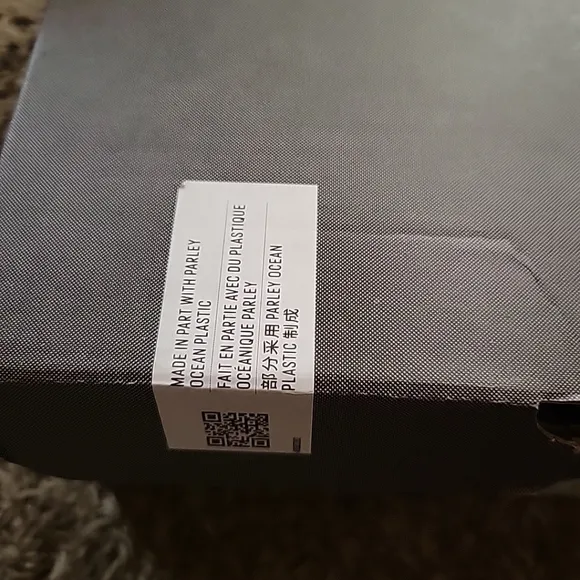 MADE IN PART WITH PARLEY
OCEAN PLASTIC
FAIT EN PARTIE AVEC DU PLASTIQUE
OCÉANIQUE PARLEY
部分采用 PARLEY OCEAN
PLASTIC 制成